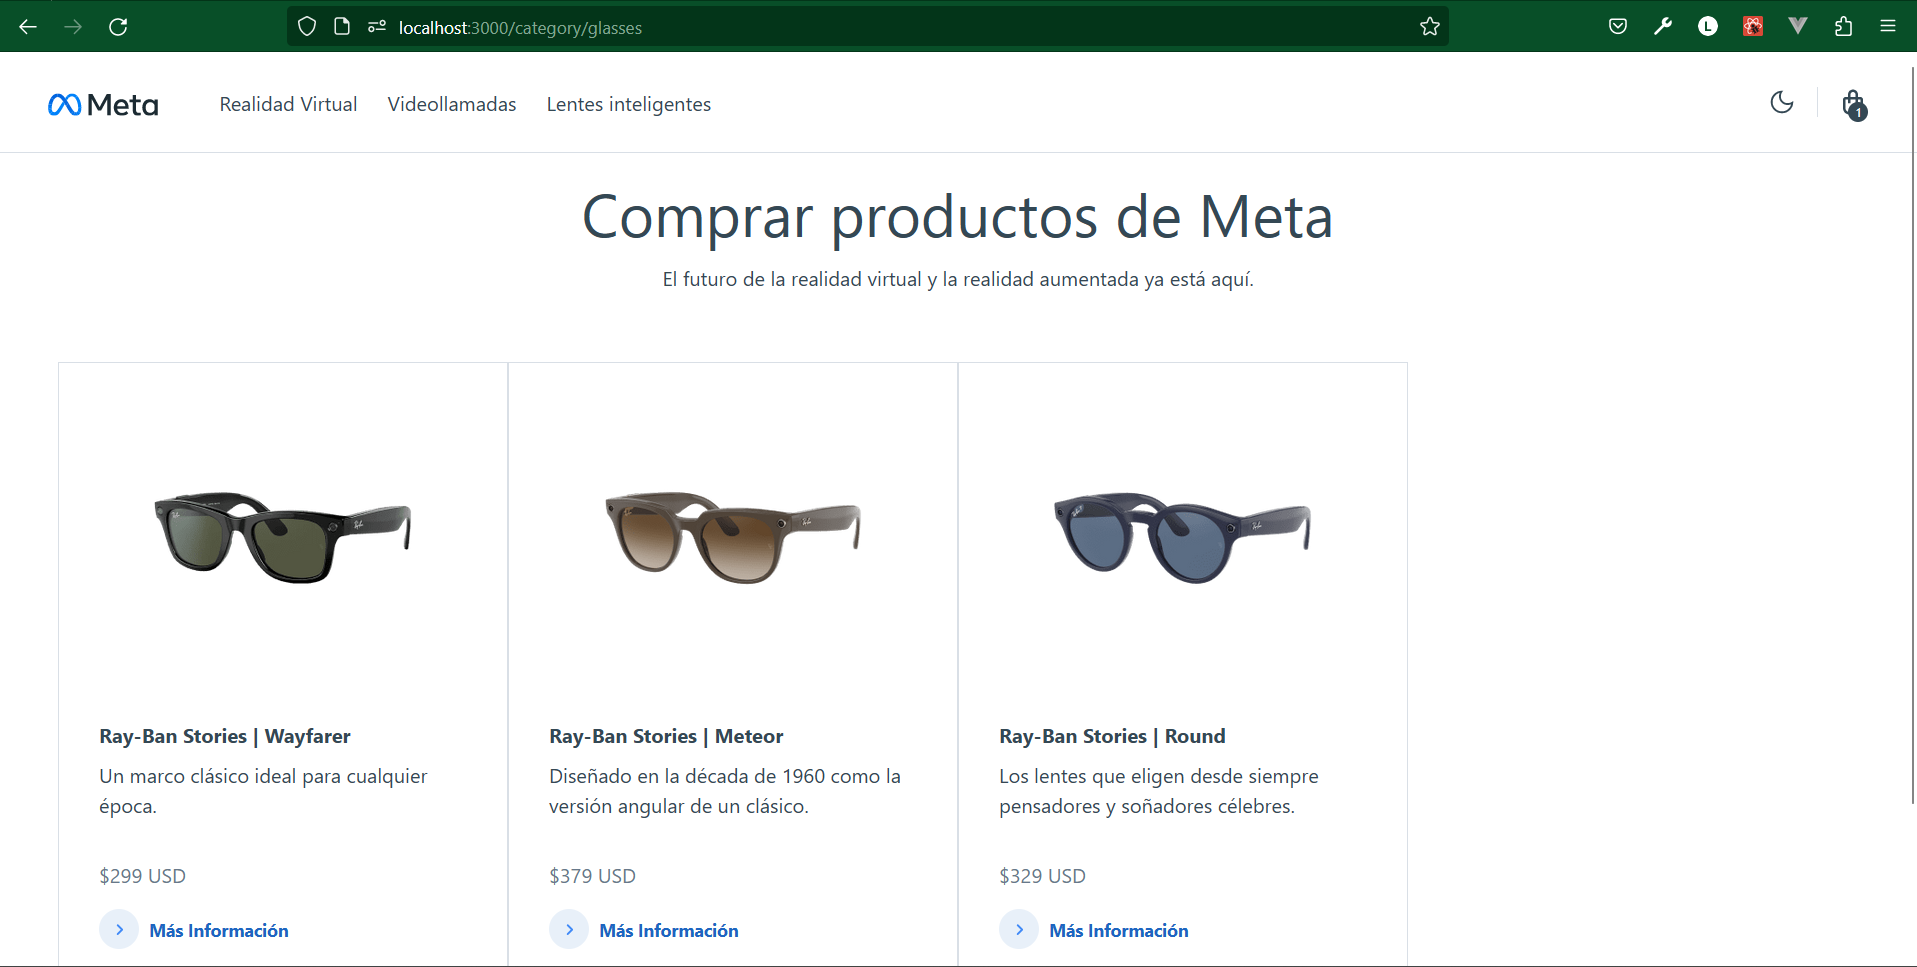 localhost:3000/category/glasses
L
Meta
Realidad Virtual
Videollamadas
Lentes inteligentes
1
Comprar productos de Meta
El futuro de la realidad virtual y la realidad aumentada ya está aquí.
Ray-Ban Stories | Wayfarer
Un marco clásico ideal para cualquier
época.
$299 USD
Más Información
Ray-Ban Stories | Meteor
Diseñado en la década de 1960 como la
versión angular de un clásico.
$379 USD
Más Información
Ray-Ban Stories | Round
Los lentes que eligen desde siempre
pensadores y soñadores célebres.
$329 USD
Más Información